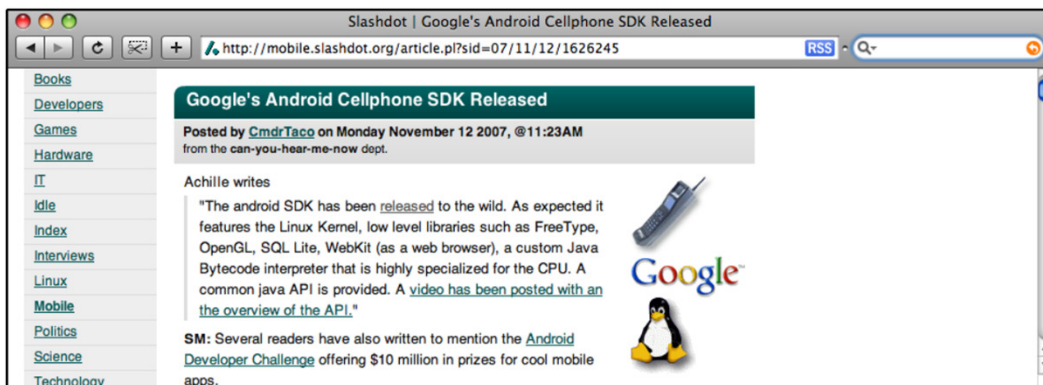 Slashdot | Google's Android Cellphone SDK Released
http://mobile.slashdot.org/article.pl?sid=07/11/12/1626245
RSS
Books
Developers
Games
Hardware
IT
Idle
Index
Interviews
Linux
Mobile
Politics
Science
Technology
Google's Android Cellphone SDK Released
Posted by CmdrTaco on Monday November 12 2007, @11:23AM
from the can-you-hear-me-now dept.
Achille writes
"The android SDK has been released to the wild. As expected it
features the Linux Kernel, low level libraries such as FreeType,
OpenGL, SQL Lite, WebKit (as a web browser), a custom Java
Bytecode interpreter that is highly specialized for the CPU. A
common java API is provided. A video has been posted with an
the overview of the API."
SM: Several readers have also written to mention the Android
Developer Challenge offering $10 million in prizes for cool mobile
apps.
Google™